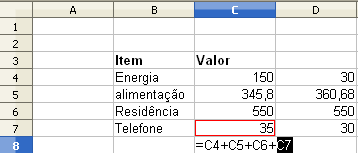 A B C D
1
2
3 Item Valor
4 Energia 150 30
5 alimentação 345,8 360,68
6 Residência 550 550
7 Telefone 35 30
8 =C4+C5+C6+C7